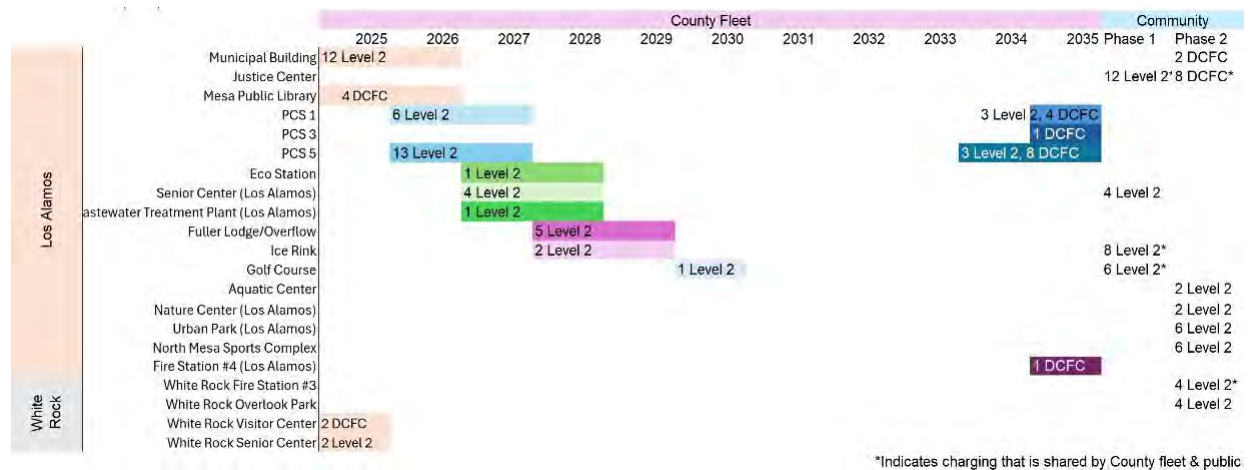 County Fleet Community
2025 2026 2027 2028 2029 2030 2031 2032 2033 2034 2035 Phase 1 Phase 2
Los Alamos
Municipal Building 12 Level 2 2 DCFC
Justice Center 12 Level 2* 8 DCFC*
Mesa Public Library 4 DCFC
PCS 1 6 Level 2 3 Level 2, 4 DCFC
PCS 3 1 DCFC
PCS 5 13 Level 2 3 Level 2, 8 DCFC
Eco Station 1 Level 2
Senior Center (Los Alamos) 4 Level 2 4 Level 2
astewater Treatment Plant (Los Alamos) 1 Level 2
Fuller Lodge/Overflow 5 Level 2
Ice Rink 2 Level 2 8 Level 2*
Golf Course 1 Level 2 6 Level 2*
Aquatic Center 2 Level 2
Nature Center (Los Alamos) 2 Level 2
Urban Park (Los Alamos) 6 Level 2
North Mesa Sports Complex 6 Level 2
Fire Station #4 (Los Alamos) 1 DCFC
White Rock
White Rock Fire Station #3 4 Level 2*
White Rock Overlook Park 4 Level 2
White Rock Visitor Center 2 DCFC
White Rock Senior Center 2 Level 2
*Indicates charging that is shared by County fleet & public